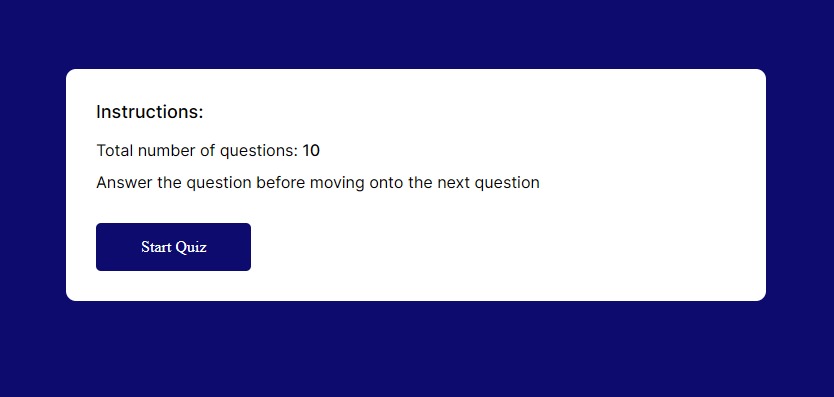 Instructions:
Total number of questions: 10
Answer the question before moving onto the next question
Start Quiz